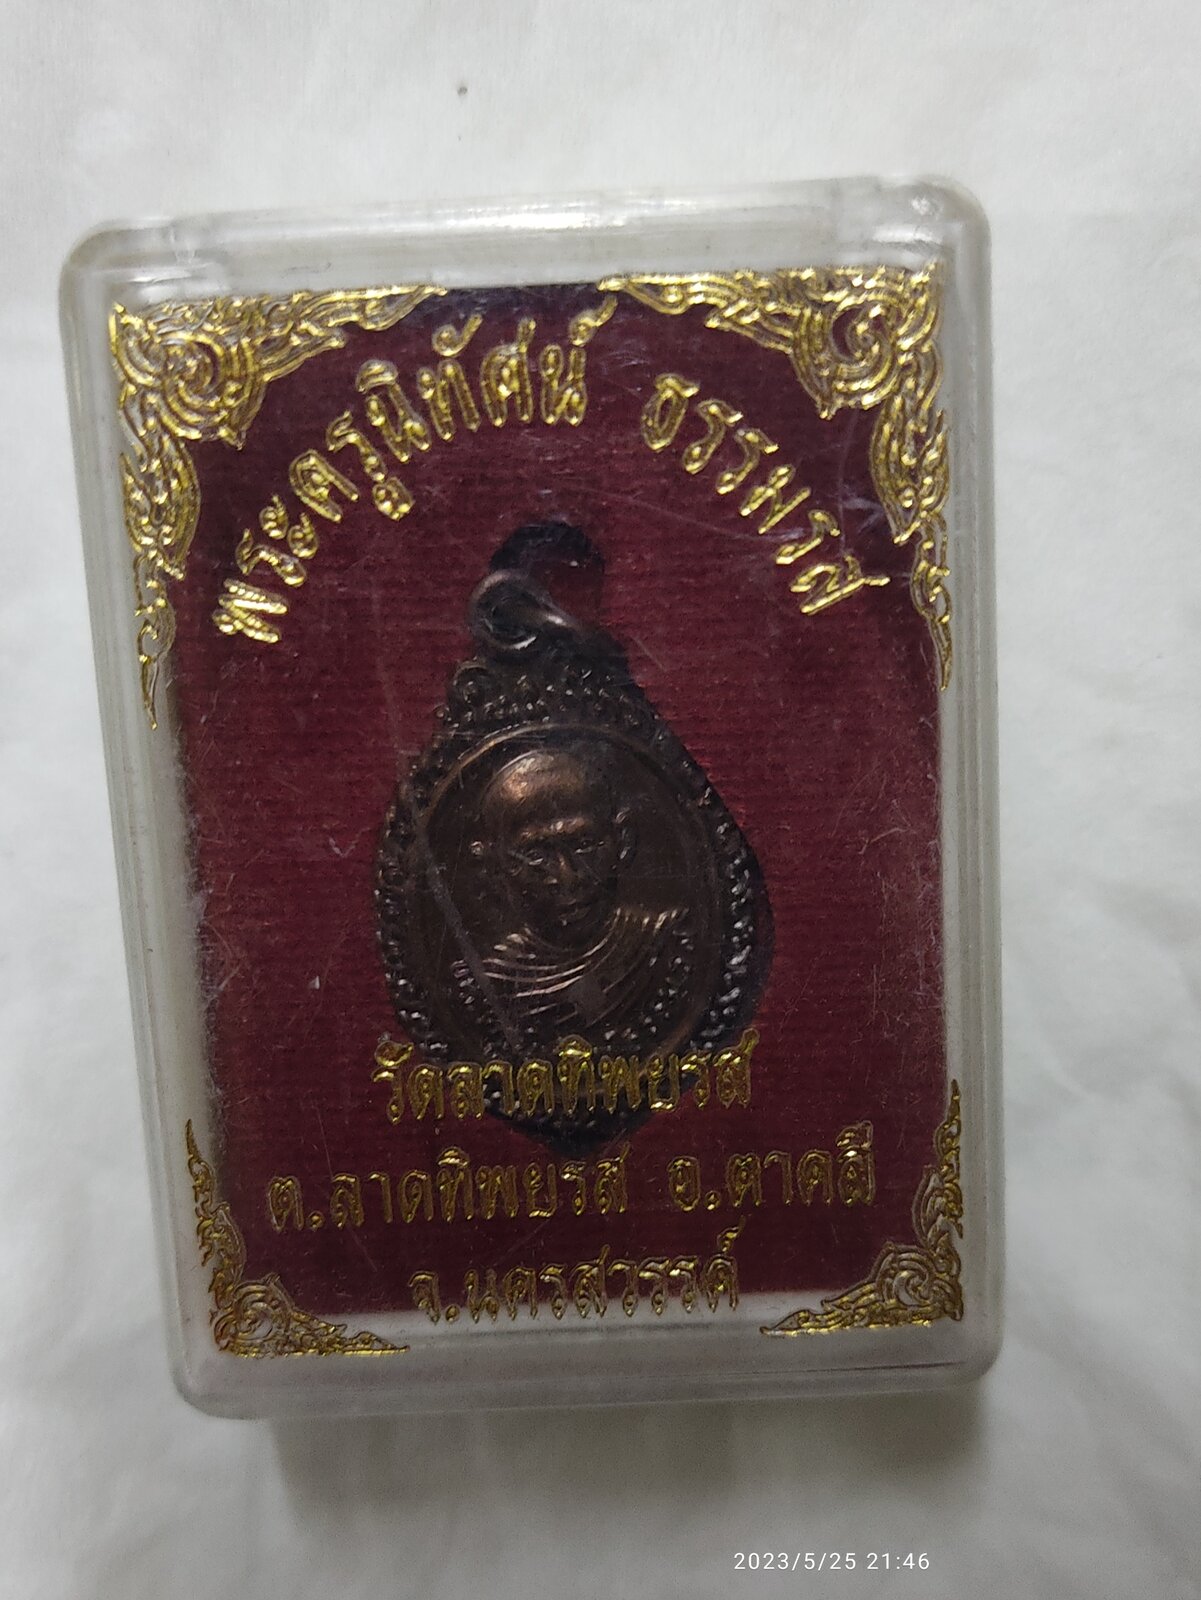 พระครูนิทัศน์ ธรรมรส
วัดลาดทิพยรส
ต.ลาดทิพยรส อ.ตาคลี
จ.นครสวรรค์
2023/5/25 21:46